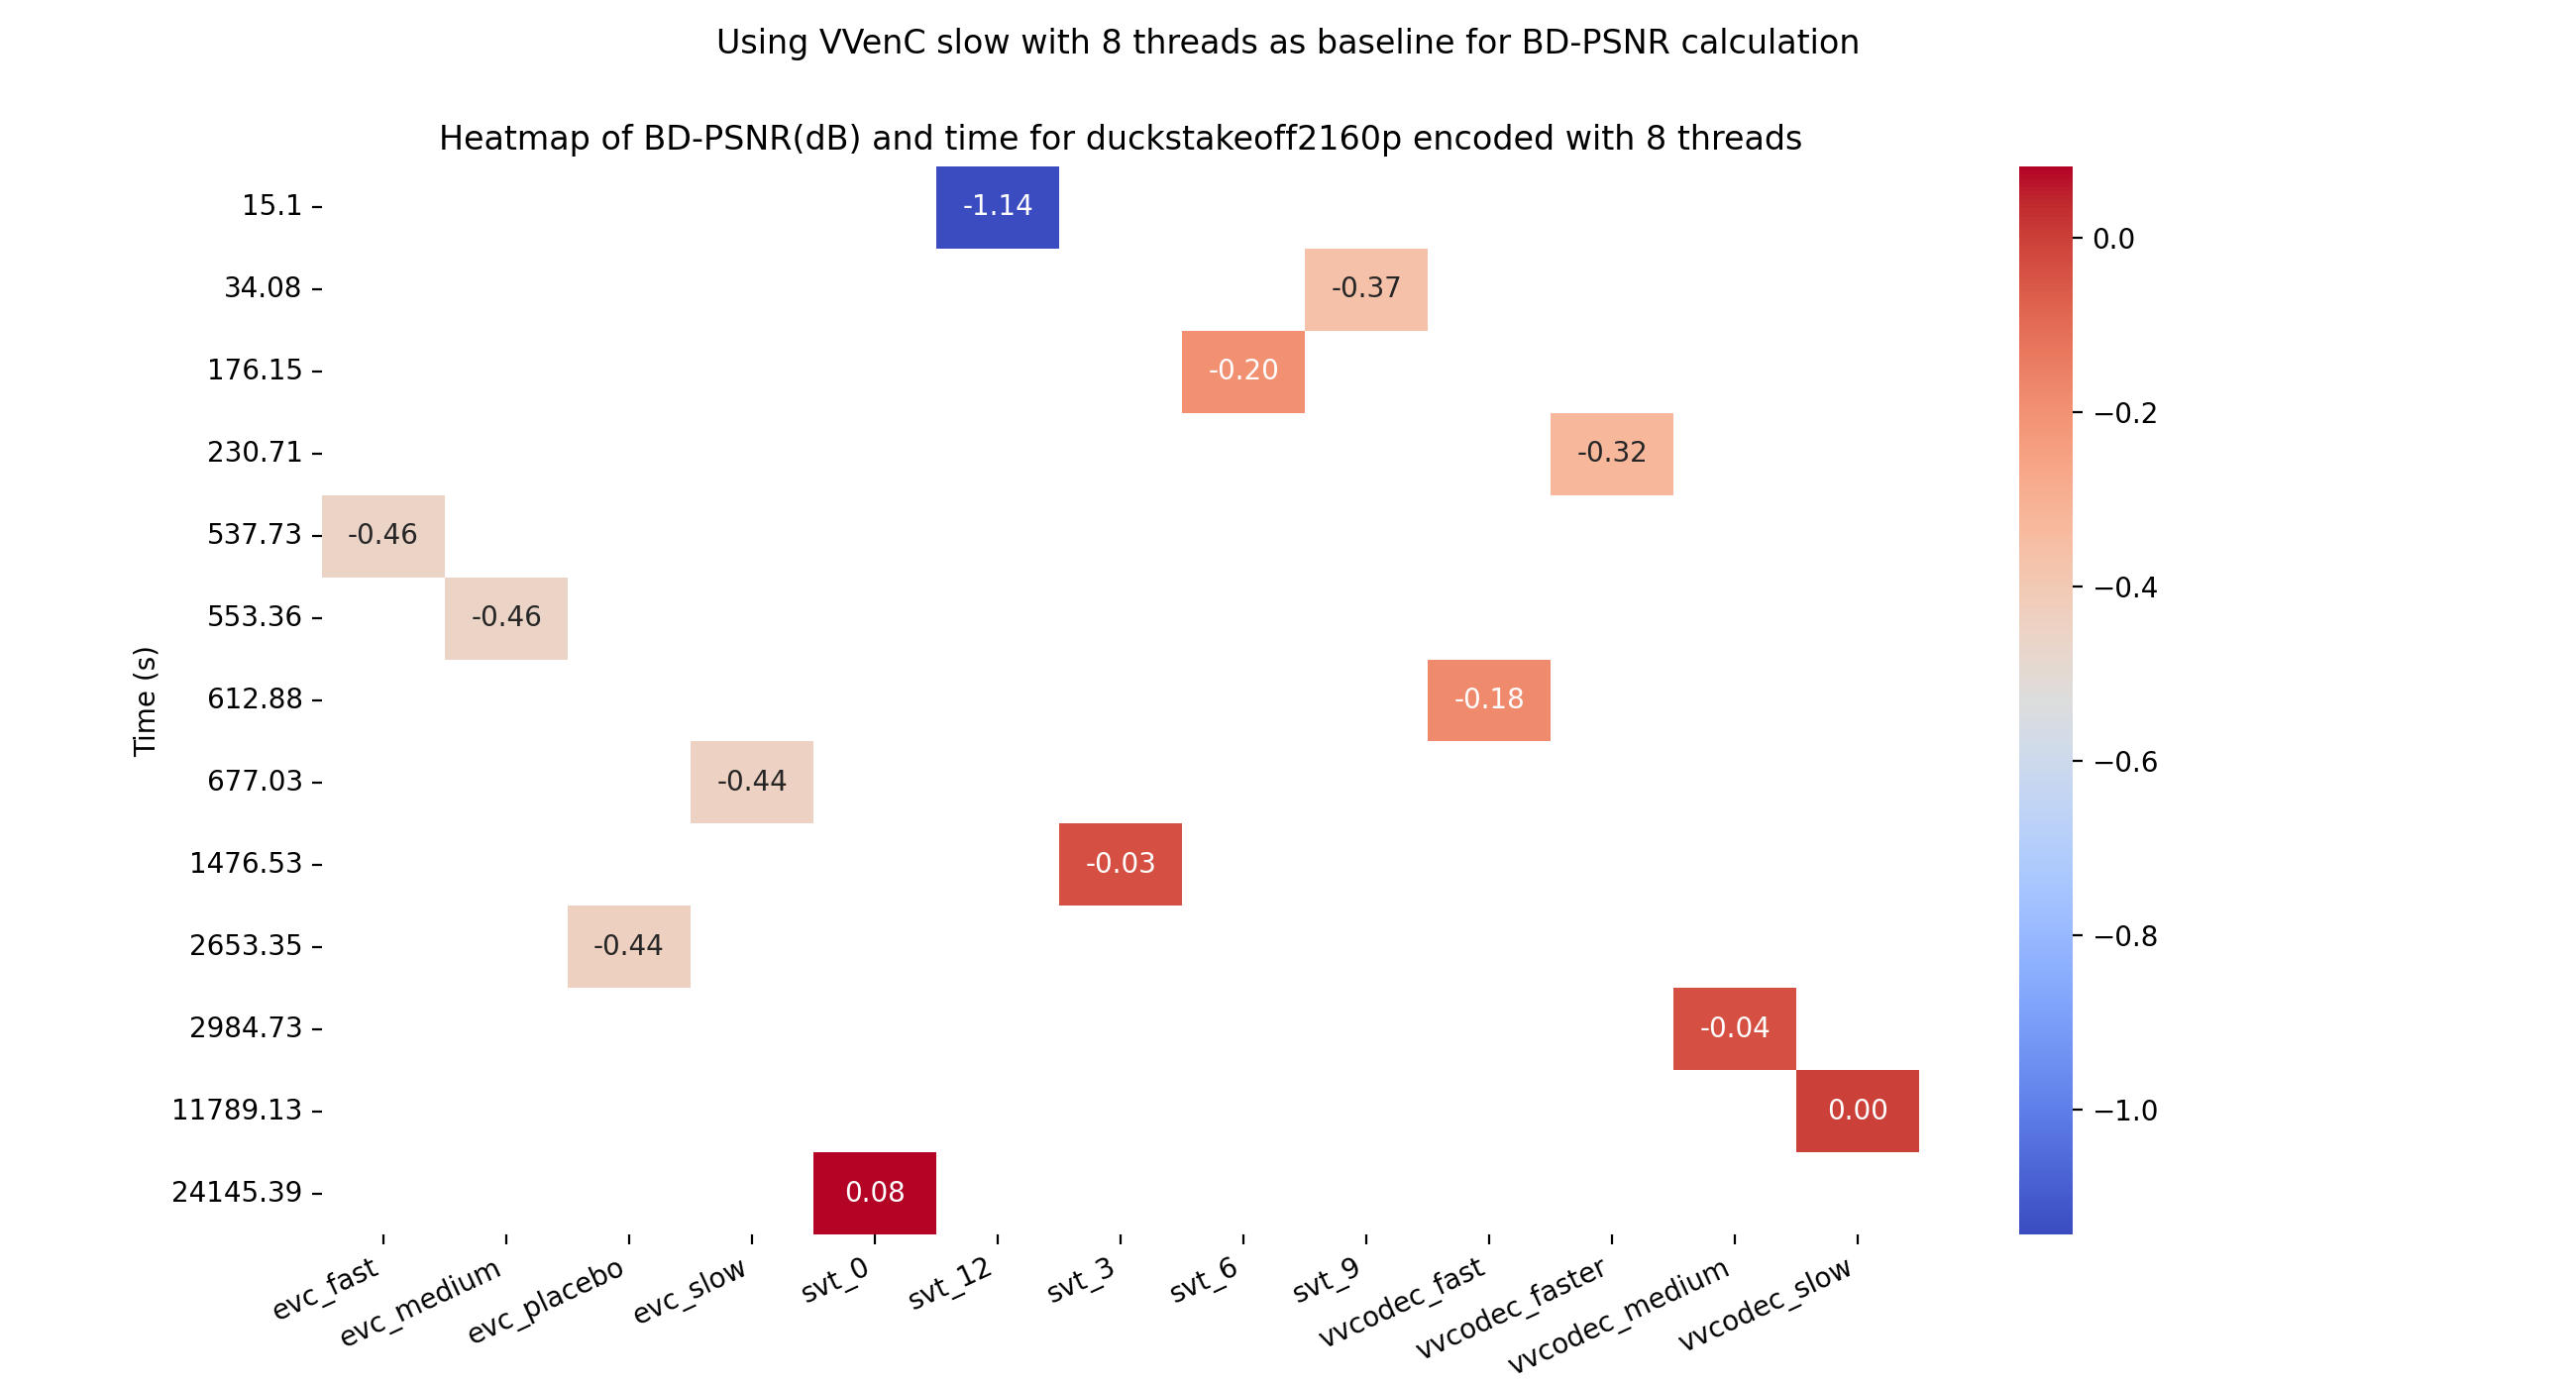 Using VVenC slow with 8 threads as baseline for BD-PSNR calculation
Heatmap of BD-PSNR(dB) and time for duckstakeoff2160p encoded with 8 threads
Time (s)
15.1
34.08
176.15
230.71
537.73
553.36
612.88
677.03
1476.53
2653.35
2984.73
11789.13
24145.39
-1.14
-0.37
-0.20
-0.32
-0.46
-0.46
-0.18
-0.44
-0.03
-0.44
-0.04
0.00
0.08
evc_fast
evc_medium
evc_placebo
evc_slow
svt_0
svt_12
svt_3
svt_6
svt_9
vvcodec_fast
vvcodec_faster
vvcodec_medium
vvcodec_slow
0.0
−0.2
−0.4
−0.6
−0.8
−1.0